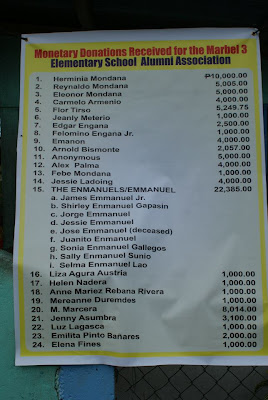 Monetary Donations Received for the Marbel 3
Elementary School Alumni Association
1. Herminia Mondana ₱10,000.00
2. Reynaldo Mondana 5,005.00
3. Eleonor Mondana 5,000.00
4. Carmelo Armenio 4,000.00
5. Flor Tirso 5,249.75
6. Jeanly Meterio 1,000.00
7. Edgar Engana 2,500.00
8. Felomino Engana Jr. 1,000.00
9. Emanon 4,000.00
10. Arnold Bismonte 2,057.00
11. Anonymous 5,000.00
12. Alex Palma 4,000.00
13. Febe Mondana 1,000.00
14. Jessie Ladoing 4,000.00
15. THE ENMANUELS/EMMANUEL 22,385.00
a. James Emmanuel Jr.
b. Shirley Enmanuel Gapasin
c. Jorge Emmanuel
d. Jessie Emmanuel
e. Jose Emmanuel (deceased)
f. Juanito Enmanuel
g. Sonia Enmanuel Gallegos
h. Sally Enmanuel Sunio
i. Selma Enmanuel Lao
16. Liza Agura Austria 1,000.00
17. Helen Nadera 1,000.00
18. Anne Mariez Rebana Rivera 1,000.00
19. Mereanne Duremdes 1,000.00
20. M. Marcera 8,014.00
21. Jenny Asumbra 3,100.00
22. Luz Lagasca 1,000.00
23. Emilita Pinto Bañares 2,000.00
24. Elena Fines 1,000.00